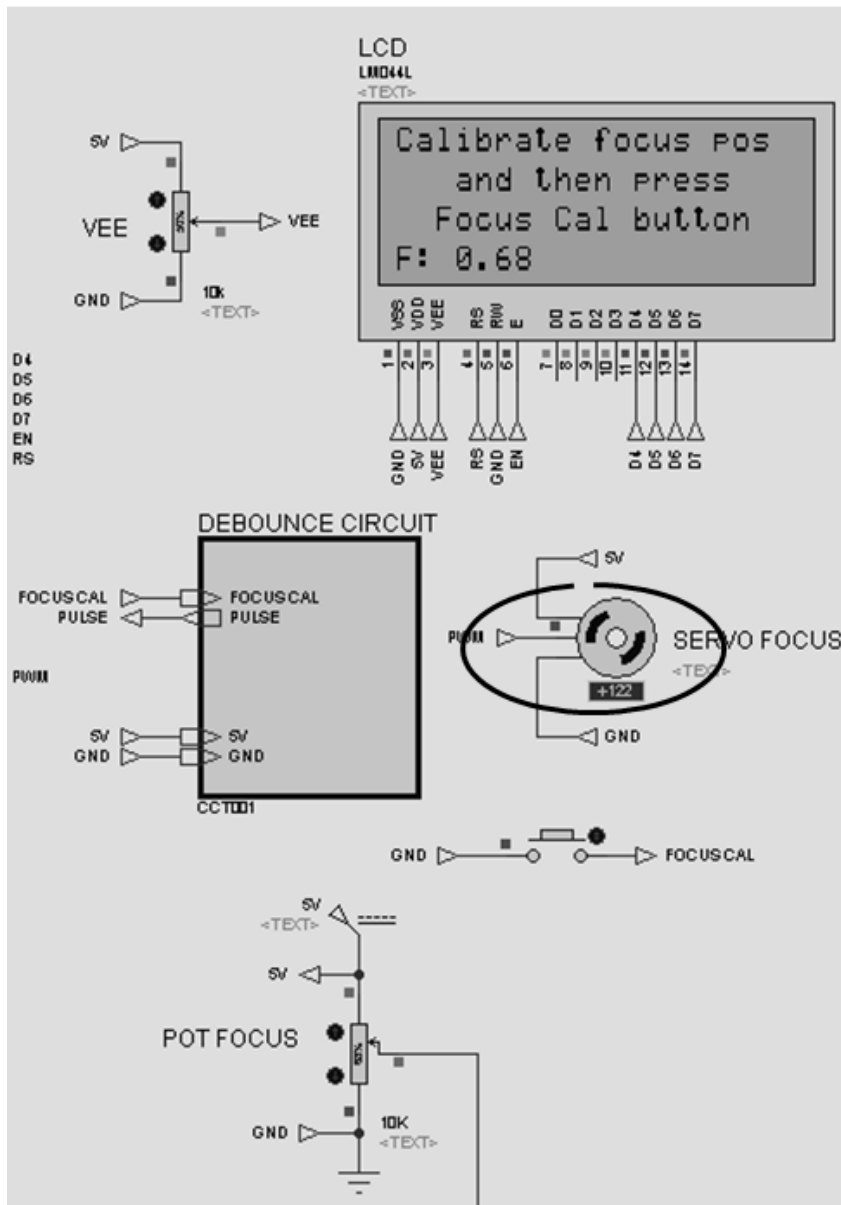 LCD
LM044L
<TEXT>
Calibrate focus pos
and then press
Focus Cal button
F: 0.68
5V
VEE
VEE
GND
10k
<TEXT>
VSS
VDD
VEE
RS
RW
E
D0
D1
D2
D3
D4
D5
D6
D7
1
2
3
4
5
6
7
8
9
10
11
12
13
14
GND
5V
VEE
RS
GND
EN
D4
D5
D6
D7
D4
D5
D6
D7
EN
RS
DEBOUNCE CIRCUIT
FOCUSCAL
FOCUSCAL
PULSE
PULSE
PWM
5V
5V
GND
GND
CCT001
5V
PWM
SERVO FOCUS
<TEXT>
+122
GND
GND
FOCUSCAL
5V
<TEXT>
5V
POT FOCUS
10K
<TEXT>
GND